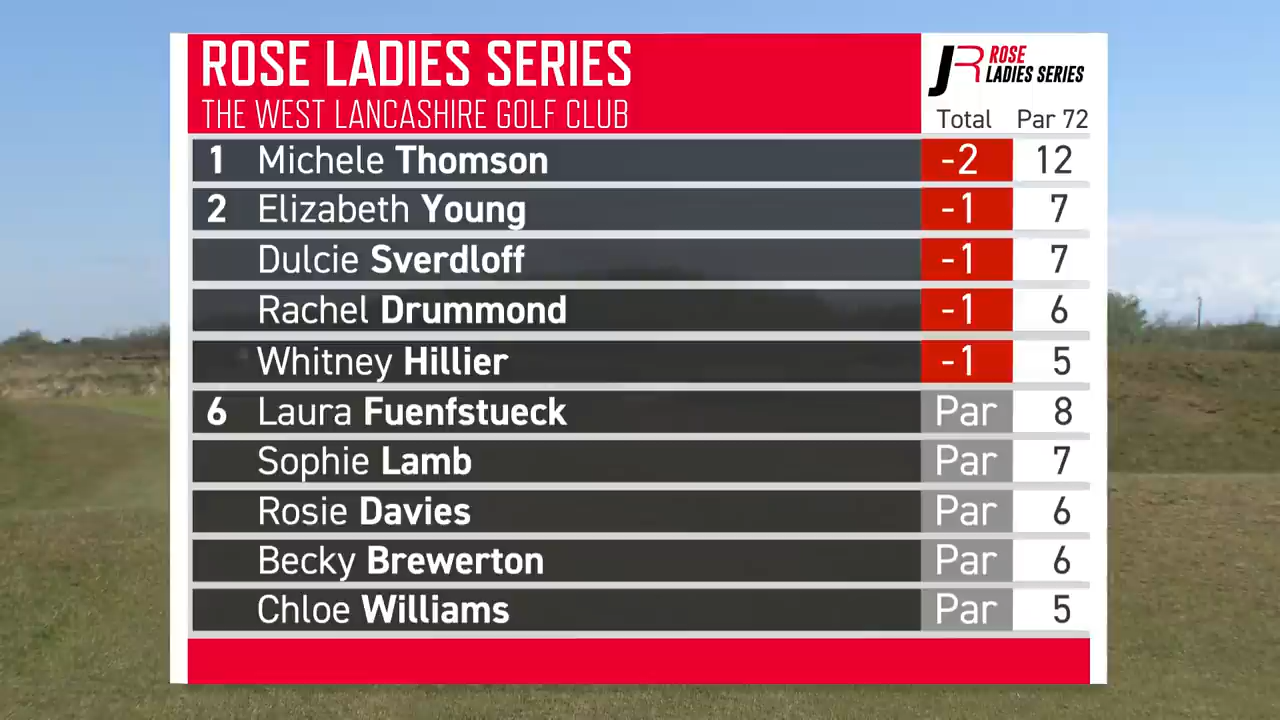 ROSE LADIES SERIES
THE WEST LANCASHIRE GOLF CLUB
JR ROSE
LADIES SERIES
Total Par 72
1 Michele Thomson -2 12
2 Elizabeth Young -1 7
Dulcie Sverdloff -1 7
Rachel Drummond -1 6
Whitney Hillier -1 5
6 Laura Fuenfstueck Par 8
Sophie Lamb Par 7
Rosie Davies Par 6
Becky Brewerton Par 6
Chloe Williams Par 5